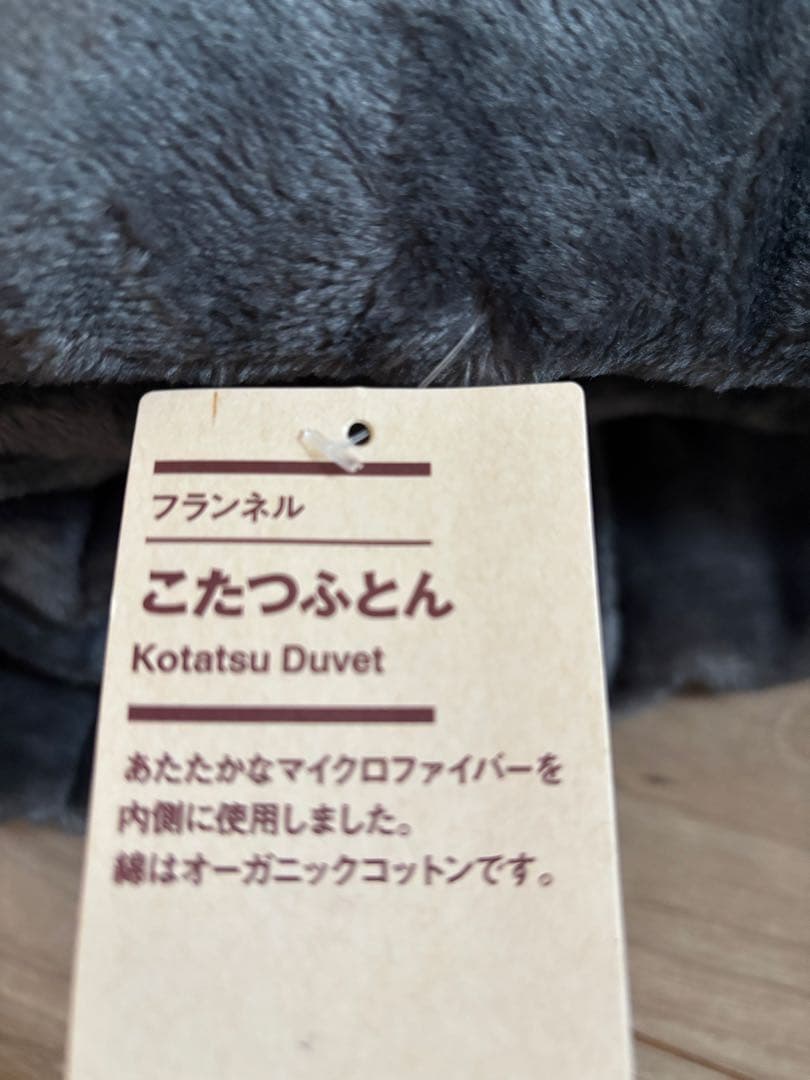 フランネル
こたつふとん
Kotatsu Duvet
あたたかなマイクロファイバーを
内側に使用しました。
綿はオーガニックコットンです。